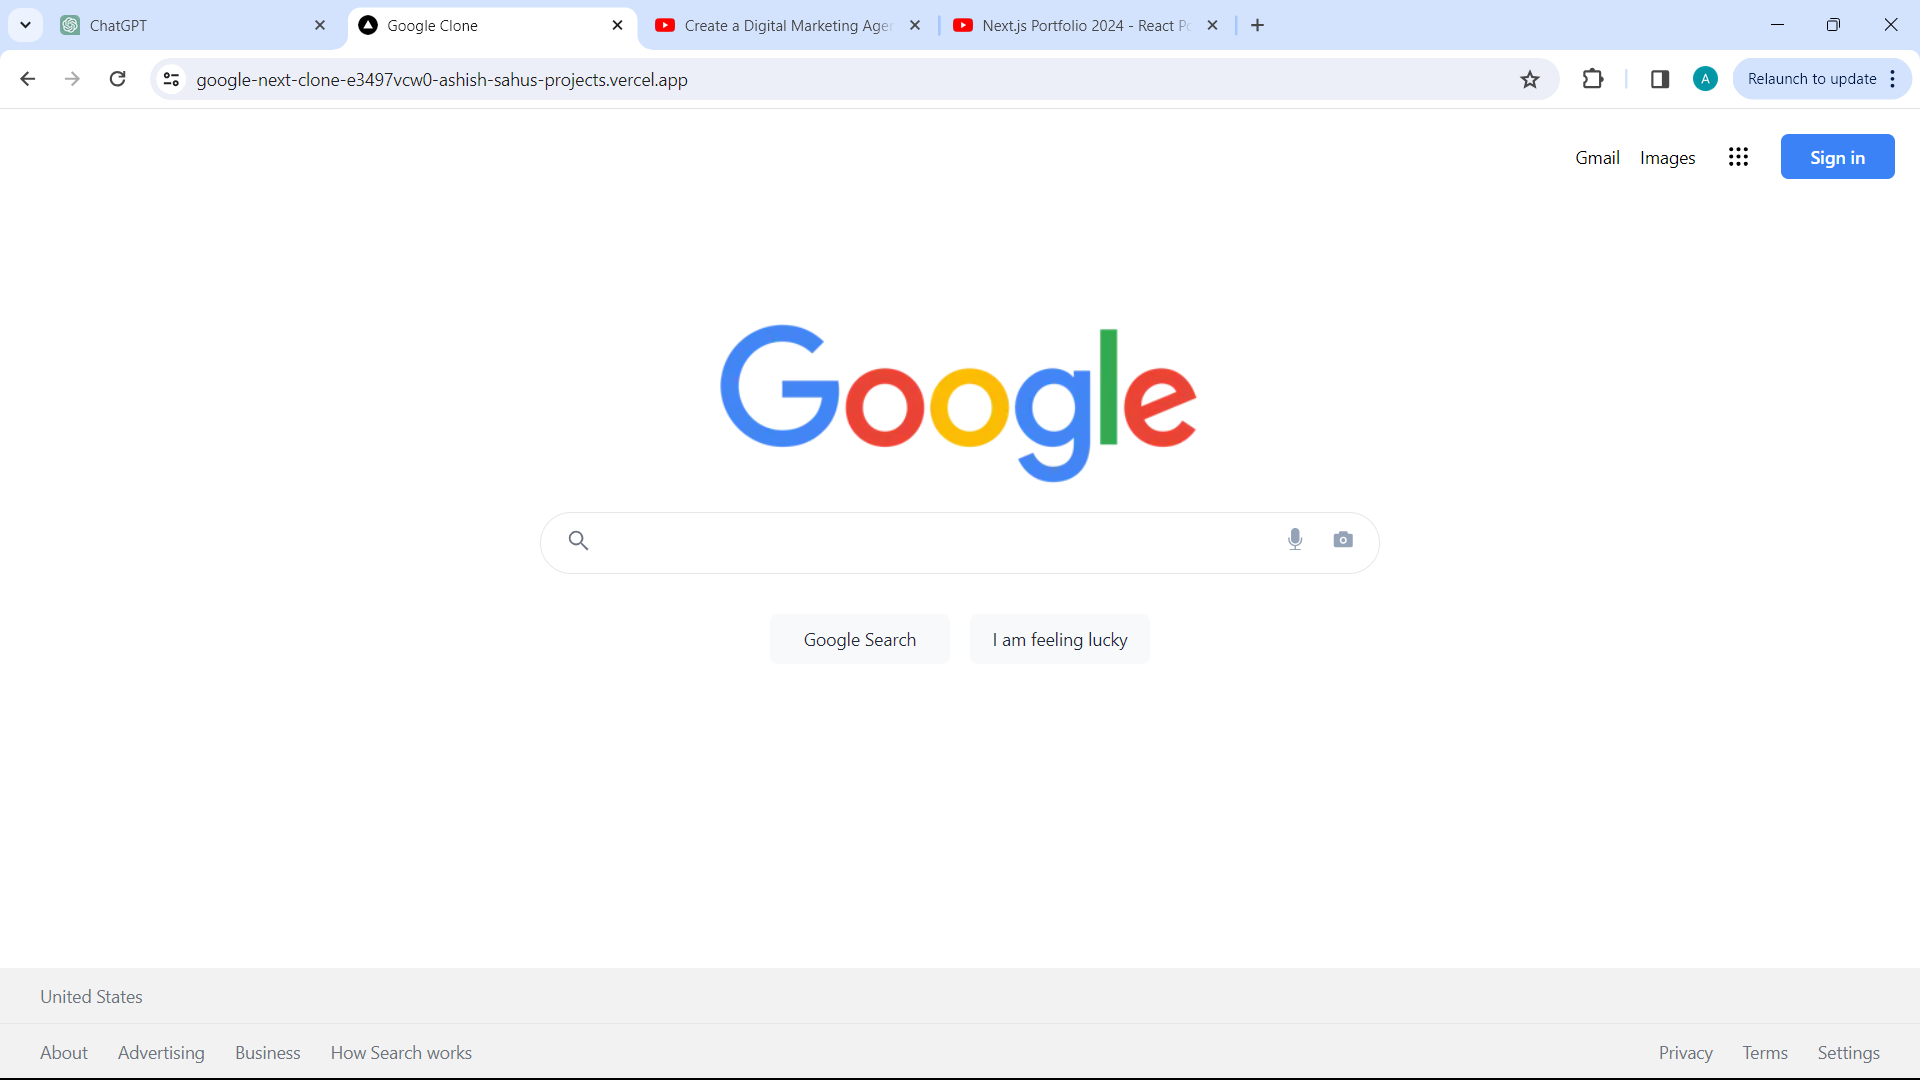 ChatGPT
Google Clone
Create a Digital Marketing Agen
Next.js Portfolio 2024 - React Po
google-next-clone-e3497vcw0-ashish-sahus-projects.vercel.app
A
Relaunch to update
Gmail Images Sign in
Google
Google Search I am feeling lucky
United States
About Advertising Business How Search works Privacy Terms Settings